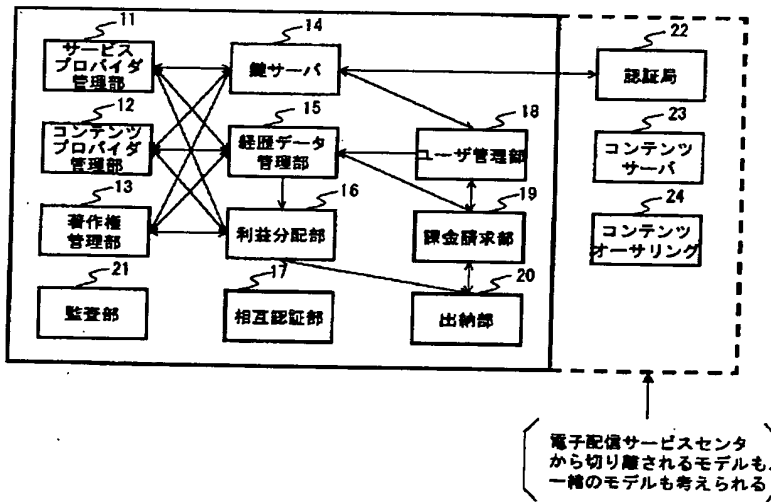 11
サービス
プロバイダ
管理部
14
鍵サーバ
22
認証局
12
コンテンツ
プロバイダ
管理部
15
経歴データ
管理部
18
ユーザ管理部
23
コンテンツ
サーバ
13
著作権
管理部
16
利益分配部
19
課金請求部
24
コンテンツ
オーサリング
21
監査部
17
相互認証部
20
出納部
電子配信サービスセンタ
から切り離されるモデルも、
一緒のモデルも考えられる